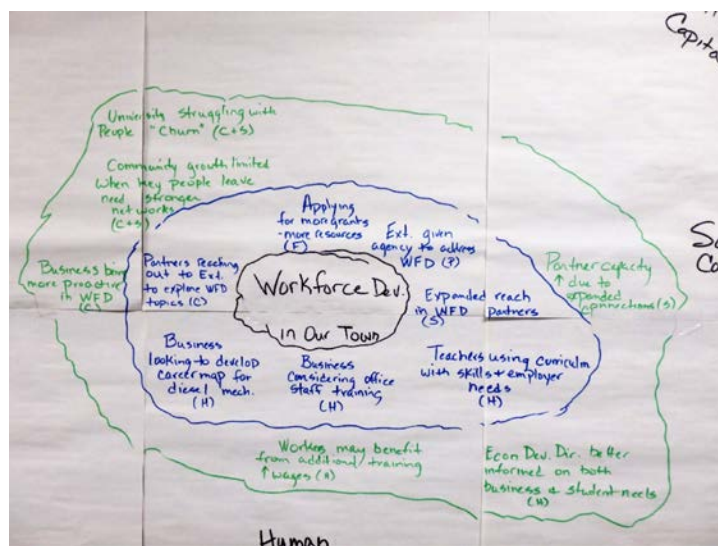 Capita
University struggling with
People "Churn" (C+S)
Community growth limited
when key people leave
need stronger
networks
(C+S)
Applying
for more grants
-more resources
(F)
Ext. given
agency to address
WFD (?)
Partners reaching
out to Ext.
to explore WFD
topics (C)
Business being
more proactive
in WFD
(C)
Workforce Dev.
in Our Town
Expanded reach
in WFD partners
(S)
Partner capacity
↑ due to
expanded
connections (S)
So
Co
Business
looking to develop
career map for
diesel mech.
(H)
Business
considering office
staff training
(H)
Teachers using curriculm
with skills + employer
needs
(H)
Workers may benefit
from additional training
↑ wages (H)
Econ Dev. Dir. better
informed on both
business & student needs
(H)
Human